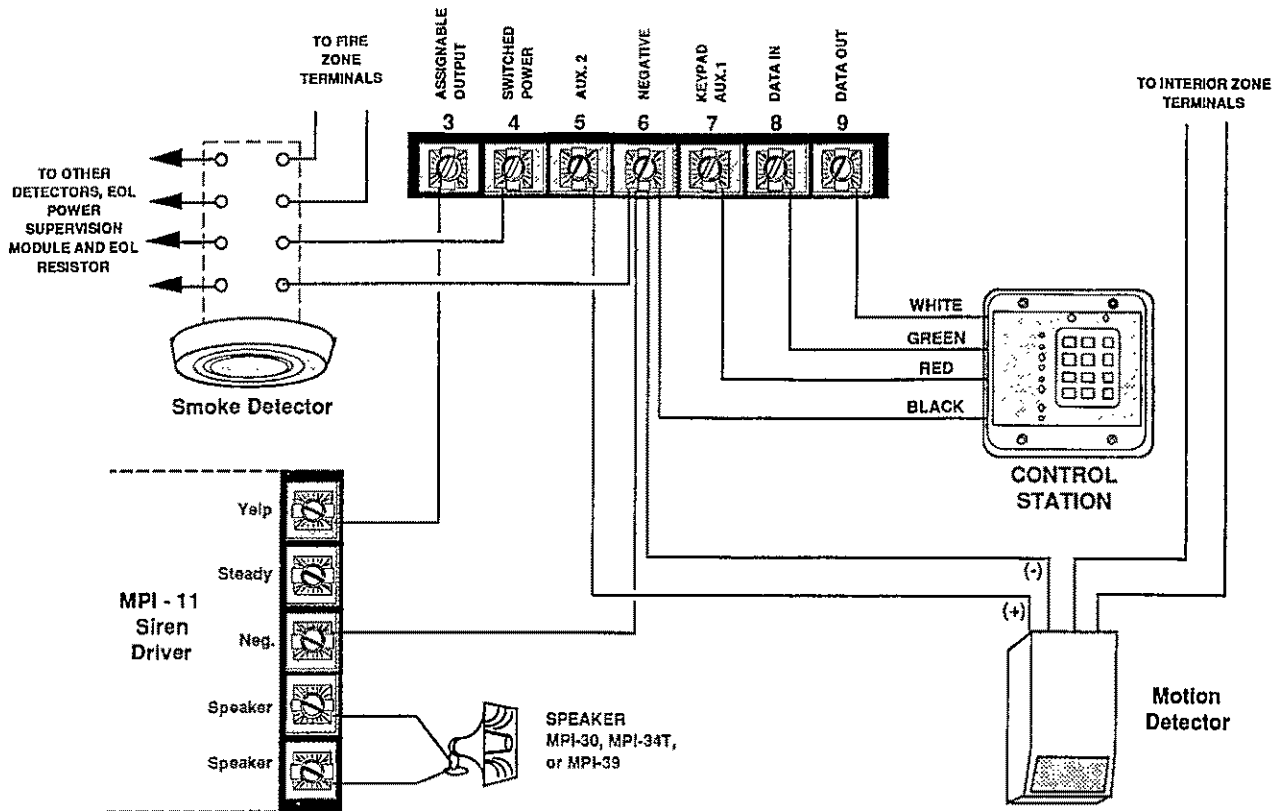 TO FIRE
ZONE
TERMINALS
ASSIGNABLE
OUTPUT
SWITCHED
POWER
AUX. 2
NEGATIVE
KEYPAD
AUX.1
DATA IN
DATA OUT
3 4 5 6 7 8 9
TO INTERIOR ZONE
TERMINALS
TO OTHER
DETECTORS, EOL
POWER
SUPERVISION
MODULE AND EOL
RESISTOR
Smoke Detector
WHITE
GREEN
RED
BLACK
CONTROL
STATION
MPI - 11
Siren
Driver
Yelp
Steady
Neg.
Speaker
Speaker
SPEAKER
MPI-30, MPI-34T,
or MPI-39
(-)
(+)
Motion
Detector